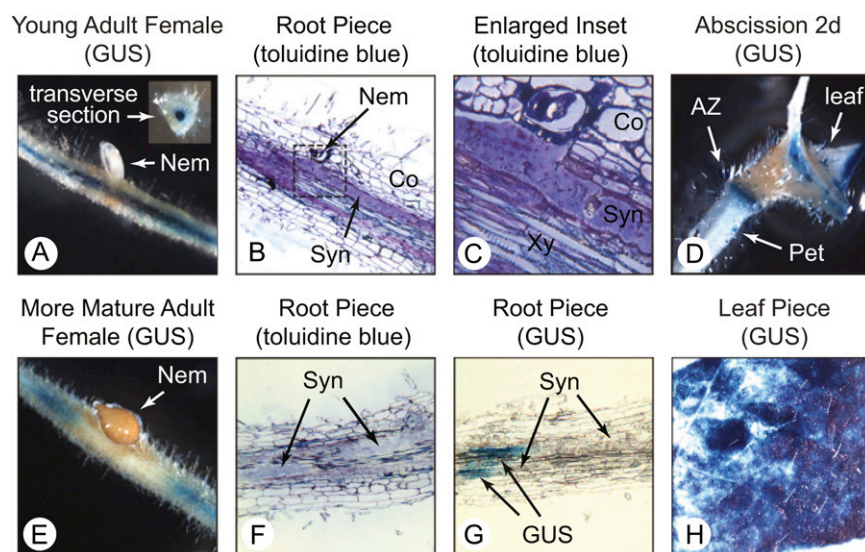 Young Adult Female
(GUS)
transverse
section
Nem
A
Root Piece
(toluidine blue)
Nem
Co
Syn
B
Enlarged Inset
(toluidine blue)
Co
Syn
Xy
C
Abscission 2d
(GUS)
AZ
leaf
Pet
D
More Mature Adult
Female (GUS)
Nem
E
Root Piece
(toluidine blue)
Syn
F
Root Piece
(GUS)
Syn
GUS
G
Leaf Piece
(GUS)
H